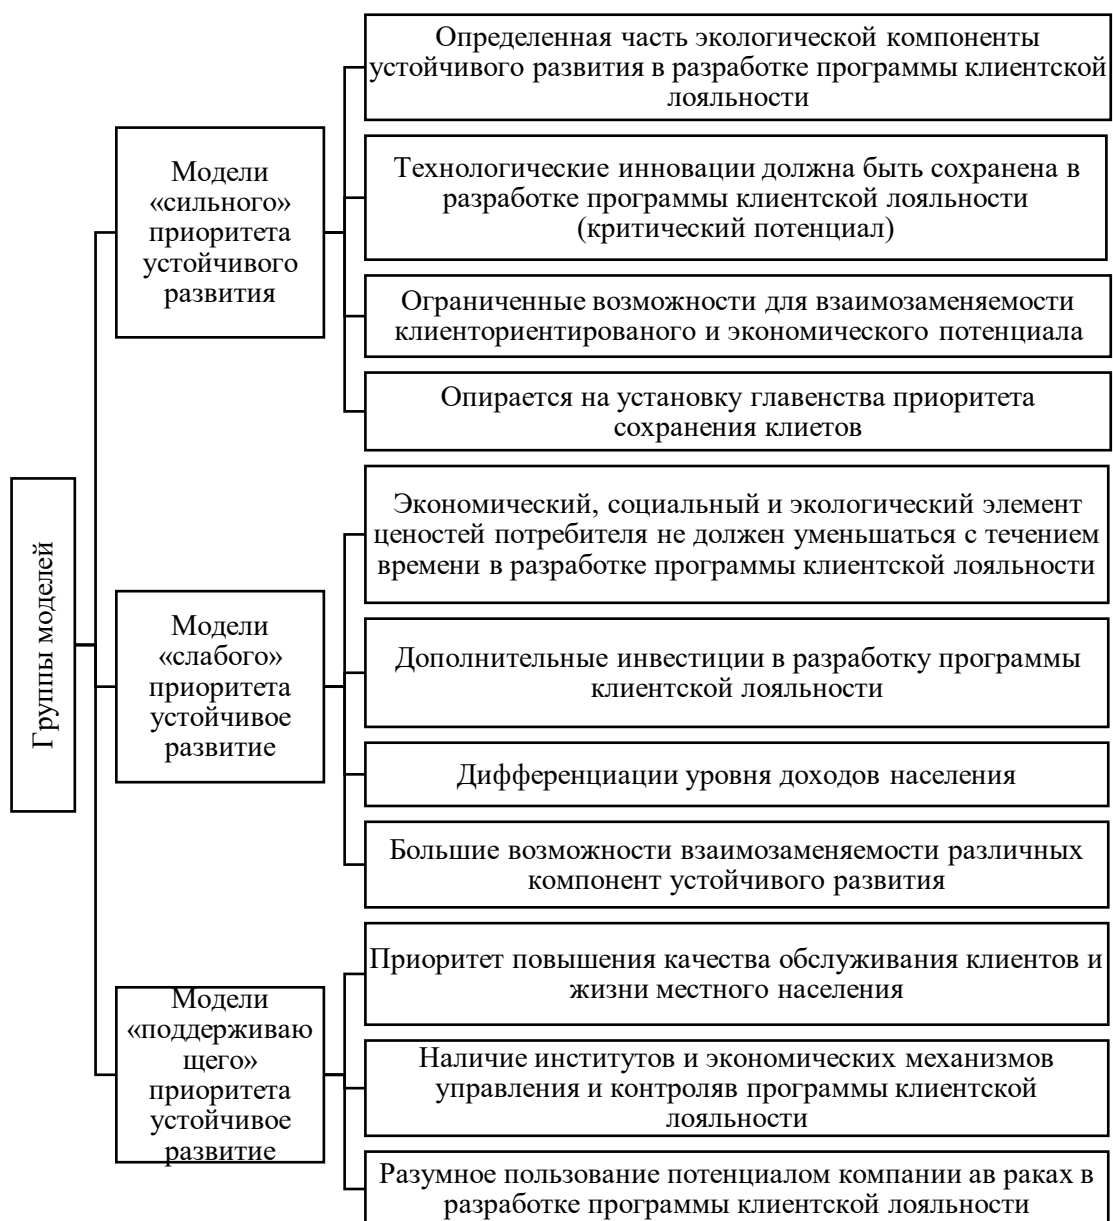 Группы моделей
Модели
«сильного»
приоритета
устойчивого
развития
Определенная часть экологической компоненты
устойчивого развития в разработке программы клиентской
лояльности
Технологические инновации должна быть сохранена в
разработке программы клиентской лояльности
(критический потенциал)
Ограниченные возможности для взаимозаменяемости
клиенториентированого и экономического потенциала
Опирается на установку главенства приоритета
сохранения клиетов
Модели
«слабого»
приоритета
устойчивое
развитие
Экономический, социальный и экологический элемент
ценостей потребителя не должен уменьшаться с течением
времени в разработке программы клиентской лояльности
Дополнительные инвестиции в разработку программы
клиентской лояльности
Дифференциации уровня доходов населения
Большие возможности взаимозаменяемости различных
компонент устойчивого развития
Модели
«поддерживаю
щего»
приоритета
устойчивое
развитие
Приоритет повышения качества обслуживания клиентов и
жизни местного населения
Наличие институтов и экономических механизмов
управления и контроляв программы клиентской
лояльности
Разумное пользование потенциалом компании ав раках в
разработке программы клиентской лояльности